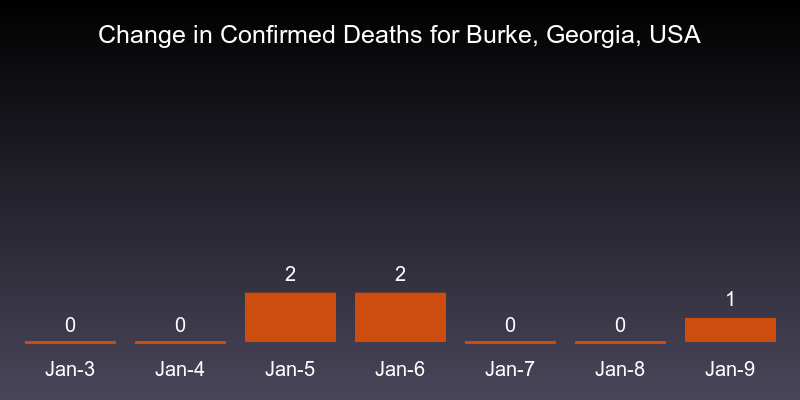 Change in Confirmed Deaths for Burke, Georgia, USA
0 0 2 2 0 0 1
Jan-3 Jan-4 Jan-5 Jan-6 Jan-7 Jan-8 Jan-9